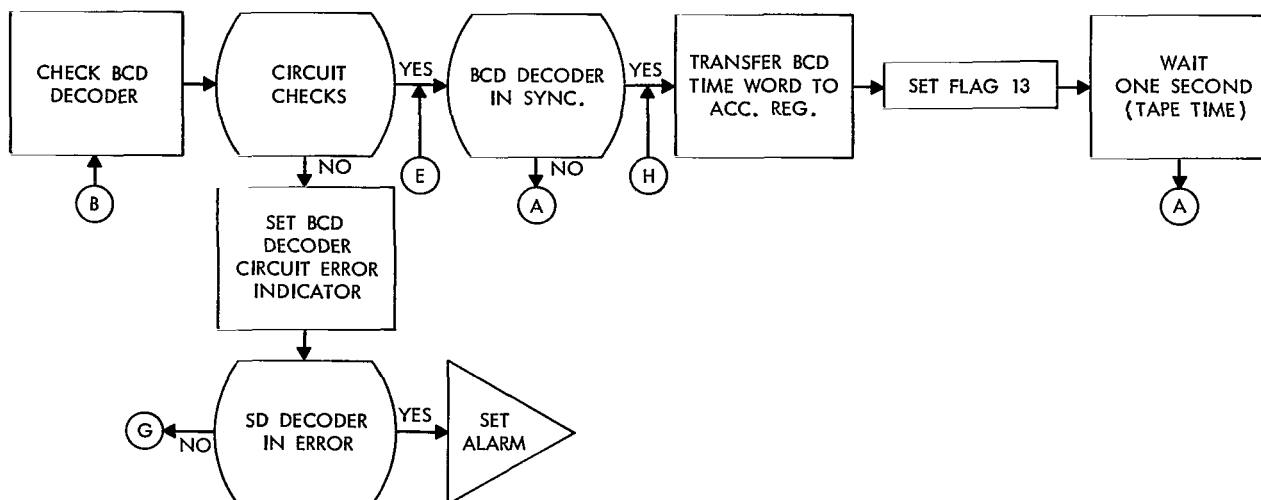 CHECK BCD
DECODER
CIRCUIT
CHECKS
YES
BCD DECODER
IN SYNC.
YES
TRANSFER BCD
TIME WORD TO
ACC. REG.
SET FLAG 13
WAIT
ONE SECOND
(TAPE TIME)
B
NO
E
NO
A
H
A
SET BCD
DECODER
CIRCUIT ERROR
INDICATOR
G
NO
SD DECODER
IN ERROR
YES
SET
ALARM